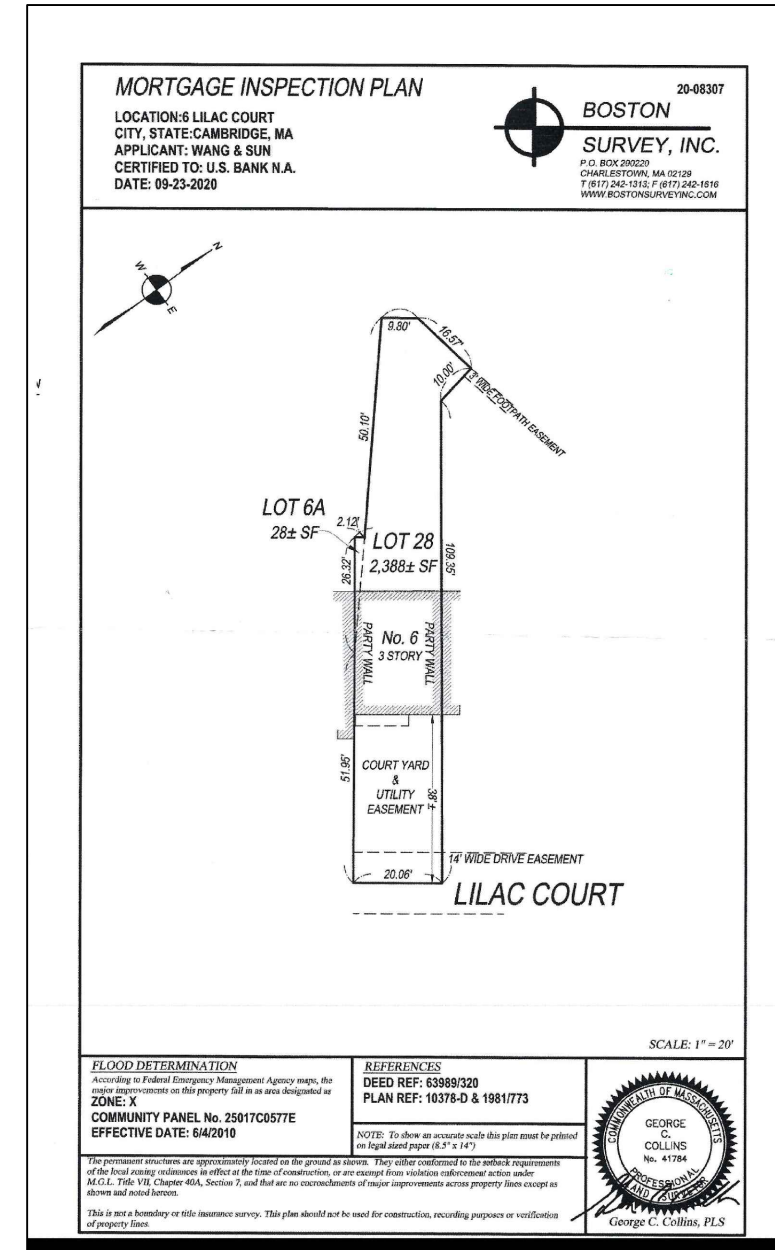 MORTGAGE INSPECTION PLAN
LOCATION:6 LILAC COURT
CITY, STATE:CAMBRIDGE, MA
APPLICANT: WANG & SUN
CERTIFIED TO: U.S. BANK N.A.
DATE: 09-23-2020
20-08307
BOSTON
SURVEY, INC.
P.O. BOX 290220
CHARLESTOWN, MA 02129
T (617) 242-1313; F (617) 242-1616
WWW.BOSTONSURVEYINC.COM
N
W
E
9.80'
16.57'
10.00'
3' WIDE FOOTPATH EASEMENT
50.10'
LOT 6A
28± SF
2.12'
LOT 28
2,388± SF
26.32'
109.35'
PARTY WALL
No. 6
3 STORY
PARTY WALL
51.95'
COURT YARD
&
UTILITY
EASEMENT
38'±
14' WIDE DRIVE EASEMENT
20.06'
LILAC COURT
SCALE: 1" = 20'
FLOOD DETERMINATION
According to Federal Emergency Management Agency maps, the
major improvements on this property fall in as area designated as
ZONE: X
COMMUNITY PANEL No. 25017C0577E
EFFECTIVE DATE: 6/4/2010
REFERENCES
DEED REF: 63989/320
PLAN REF: 10378-D & 1981/773
NOTE: To show an accurate scale this plan must be printed
on legal sized paper (8.5" x 14")
The permanent structures are approximately located on the ground as shown. They either conformed to the setback requirements
of the local zoning ordinances in effect at the time of construction, or are exempt from violation enforcement action under
M.G.L. Title VII, Chapter 40A, Section 7, and that are no encroachments of major improvements across property lines except as
shown and noted hereon.
This is not a boundary or title insurance survey. This plan should not be used for construction, recording purposes or verification
of property lines.
COMMONWEALTH OF MASSACHUSETTS
GEORGE
C.
COLLINS
No. 41784
PROFESSIONAL
LAND SURVEYOR
George C. Collins, PLS